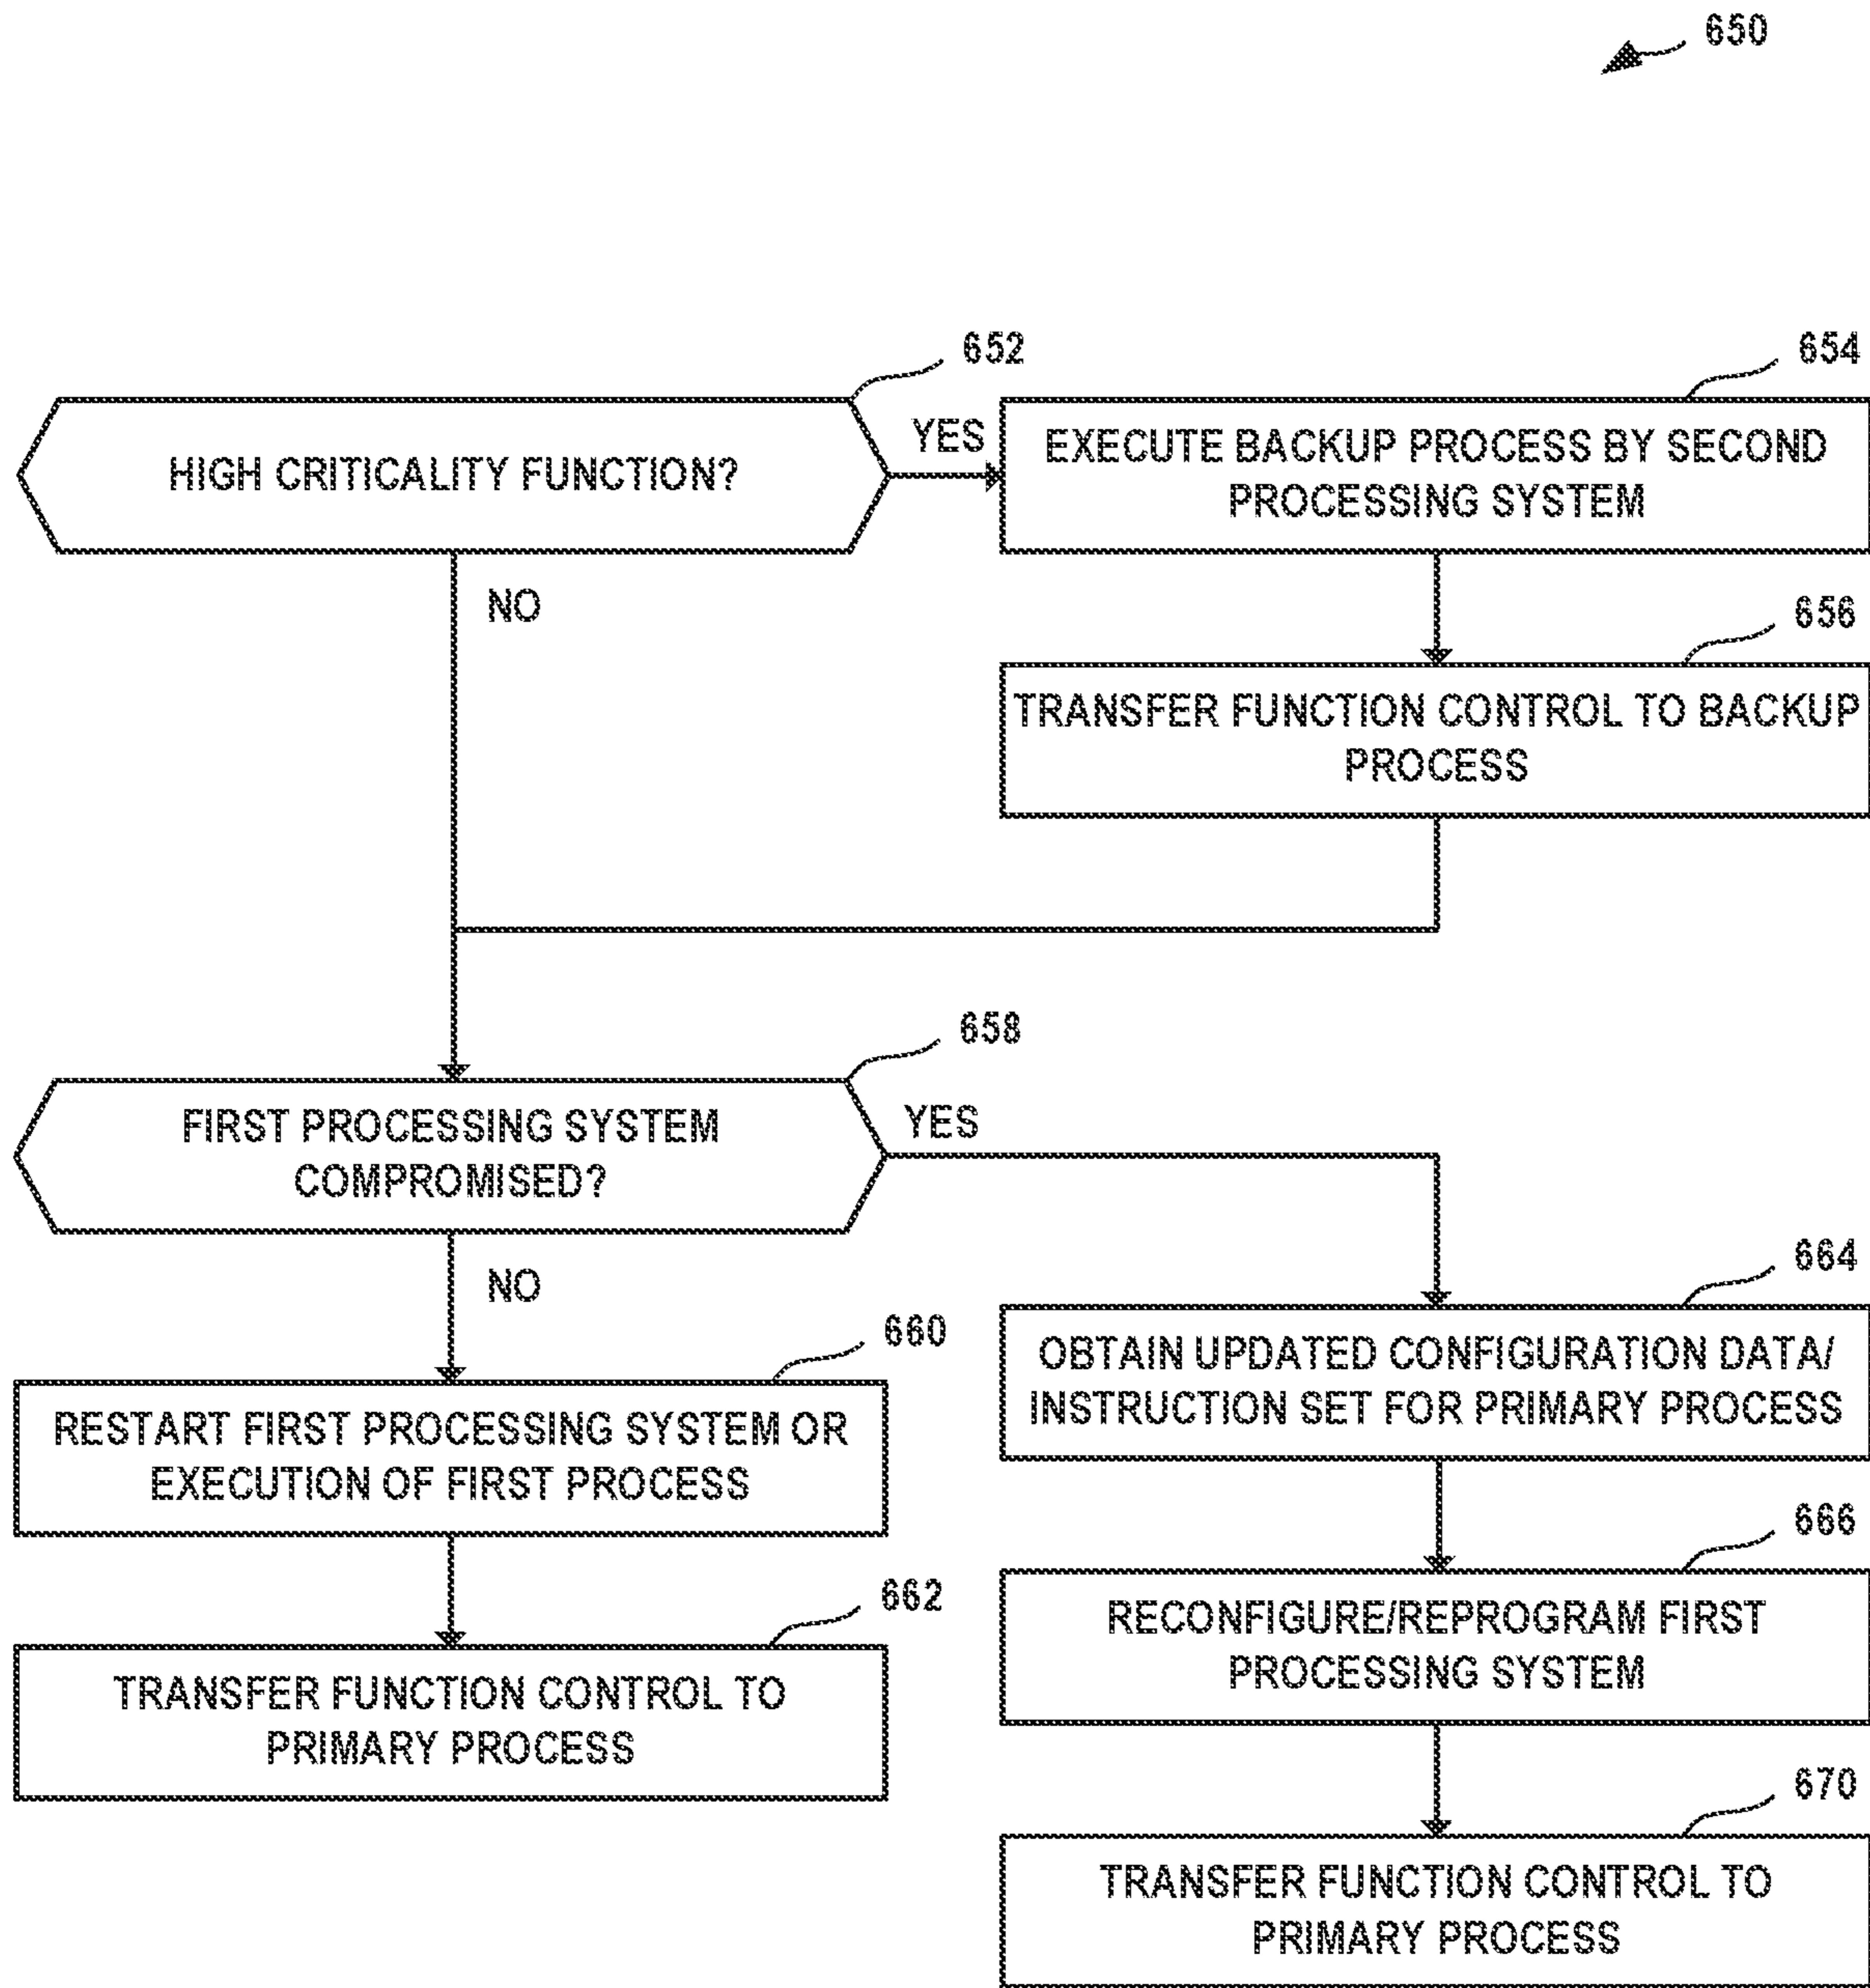 650
652
654
HIGH CRITICALITY FUNCTION?
YES
EXECUTE BACKUP PROCESS BY SECOND
PROCESSING SYSTEM
NO
656
TRANSFER FUNCTION CONTROL TO BACKUP
PROCESS
658
FIRST PROCESSING SYSTEM
COMPROMISED?
YES
NO
660
RESTART FIRST PROCESSING SYSTEM OR
EXECUTION OF FIRST PROCESS
662
TRANSFER FUNCTION CONTROL TO
PRIMARY PROCESS
664
OBTAIN UPDATED CONFIGURATION DATA/
INSTRUCTION SET FOR PRIMARY PROCESS
666
RECONFIGURE/REPROGRAM FIRST
PROCESSING SYSTEM
670
TRANSFER FUNCTION CONTROL TO
PRIMARY PROCESS